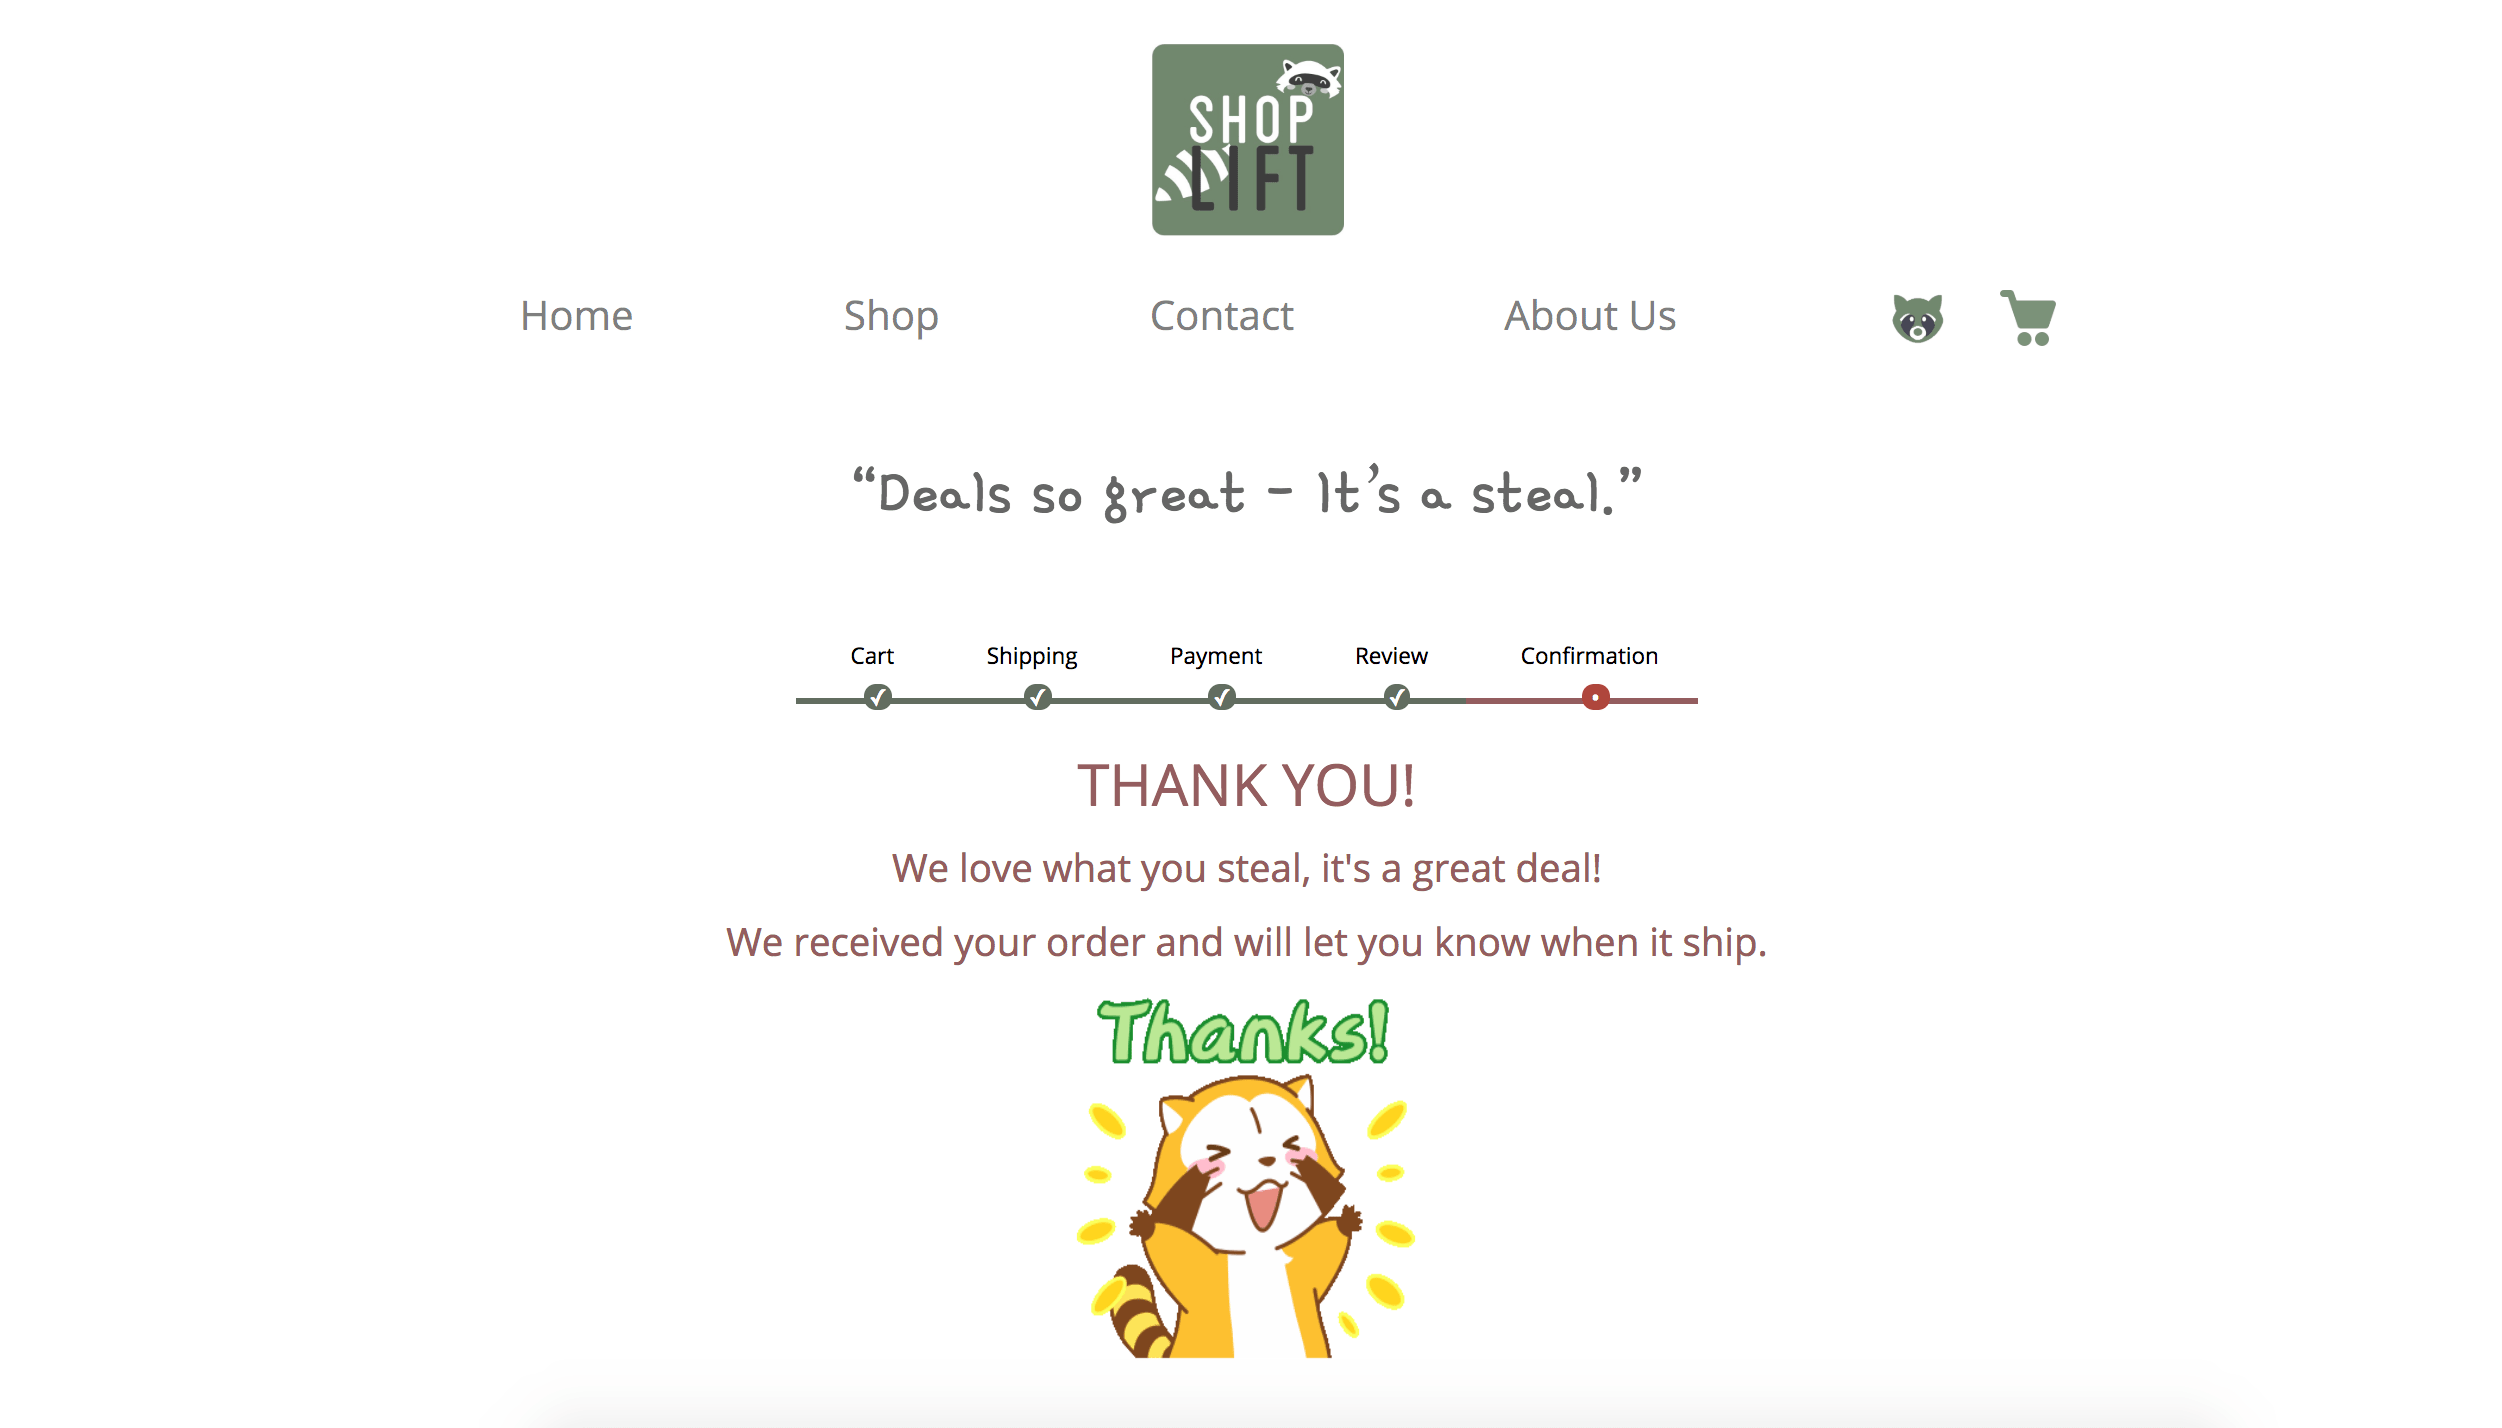 SHOP
LIFT
Home Shop Contact About Us
“Deals so great – It’s a steal.”
Cart Shipping Payment Review Confirmation
THANK YOU!
We love what you steal, it's a great deal!
We received your order and will let you know when it ship.
Thanks!